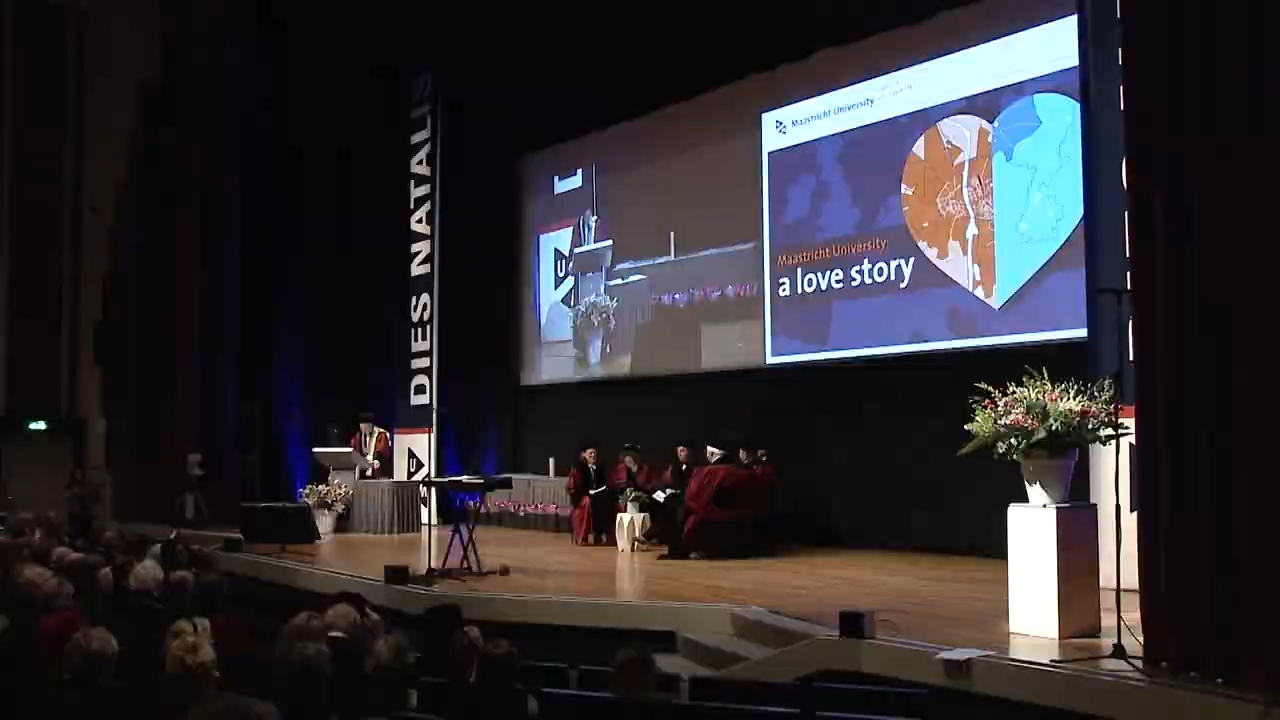 DIES NATALIS
Maastricht University
Maastricht University:
a love story
U
U